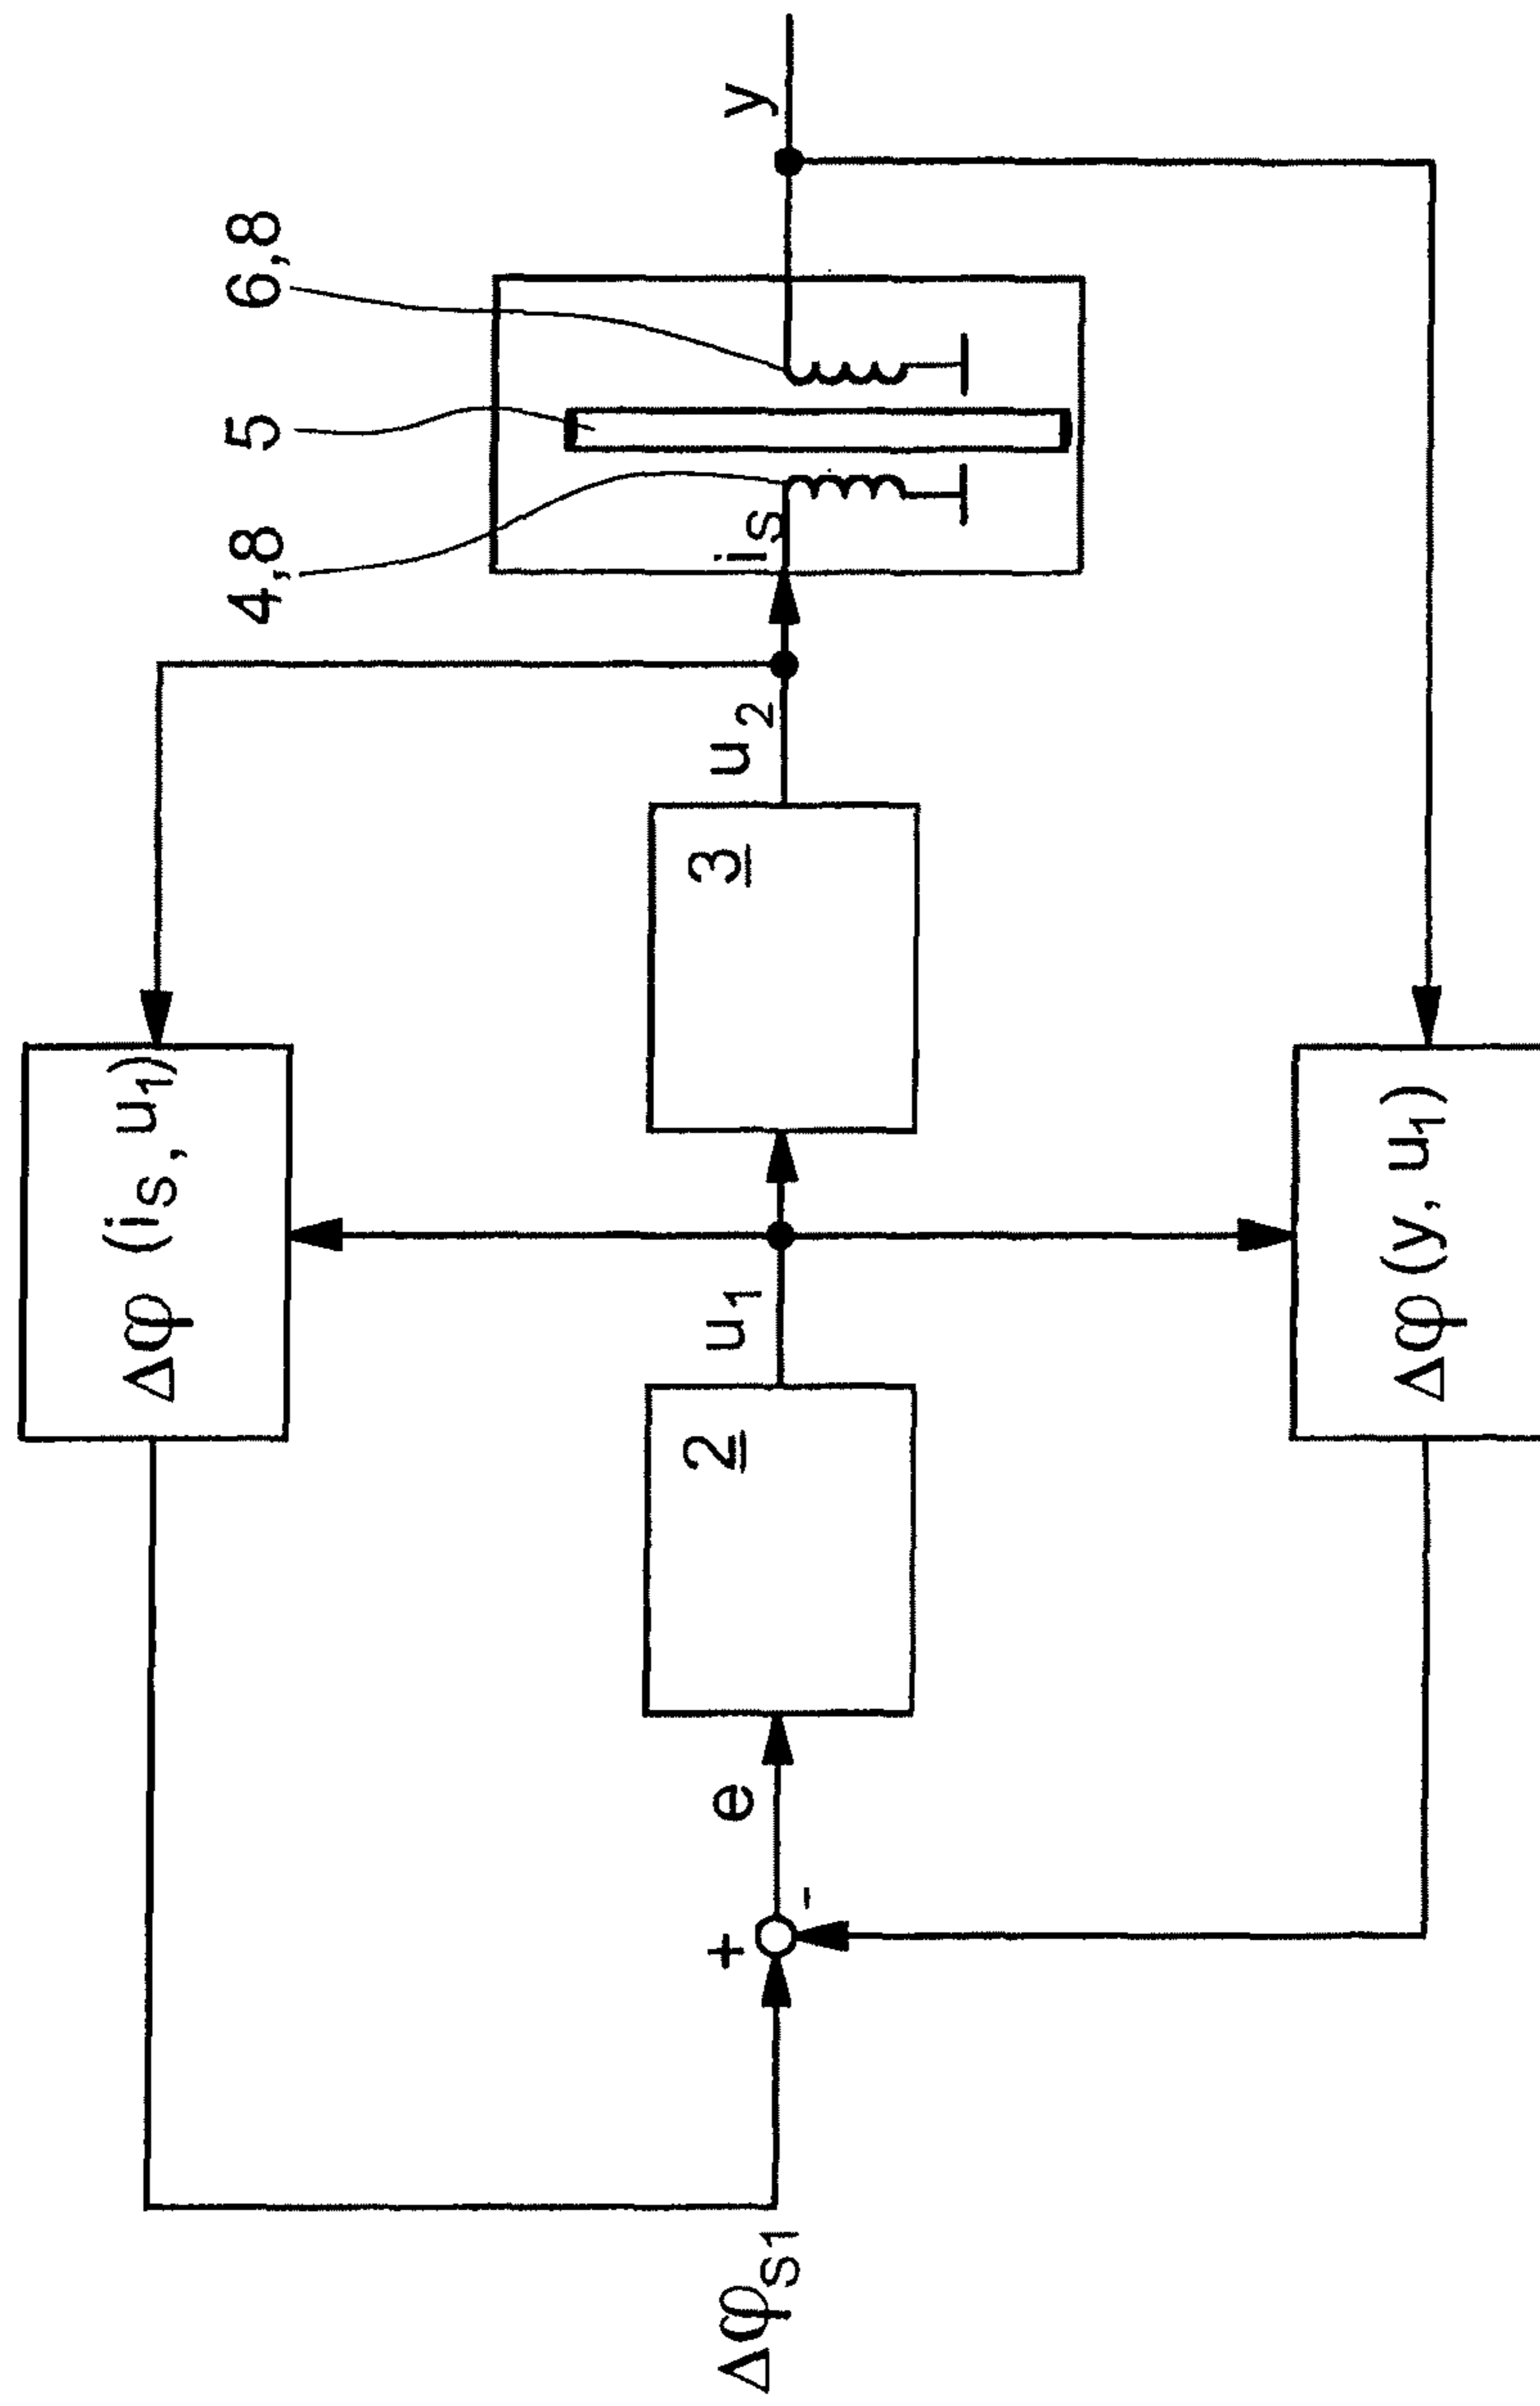 Δφ (iS, u1)
4,8
5
6,8
ΔφS1
+
-
e
2
u1
3
u2
iS
y
Δφ (y, u1)